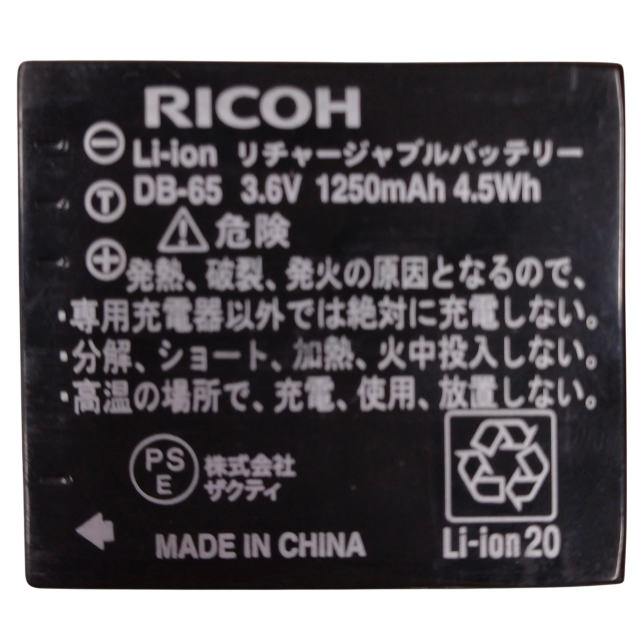 RICOH
Li-ion リチャージャブルバッテリー
DB-65 3.6V 1250mAh 4.5Wh
T
危険
発熱、破裂、発火の原因となるので、
・専用充電器以外では絶対に充電しない。
・分解、ショート、加熱、火中投入しない。
・高温の場所で、充電、使用、放置しない。
PS
E
株式会社
ザクティ
MADE IN CHINA
Li-ion 20